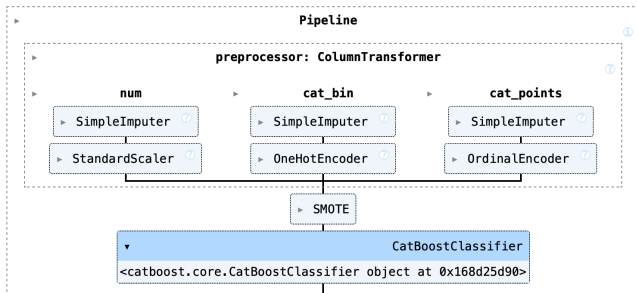 Pipeline
preprocessor: ColumnTransformer
num cat_bin cat_points
SimpleImputer ? SimpleImputer ? SimpleImputer ?
StandardScaler ? OneHotEncoder ? OrdinalEncoder ?
SMOTE
CatBoostClassifier
<catboost.core.CatBoostClassifier object at 0x168d25d90>